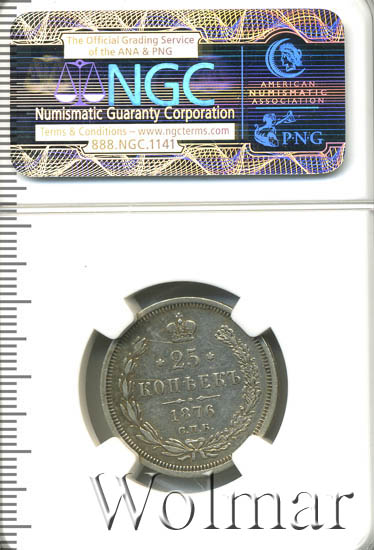 The Official Grading Service
of the ANA & PNG
NGC
Numismatic Guaranty Corporation
Terms & Conditions – www.ngcterms.com
888.NGC.1141
AMERICAN
NUMISMATIC
ASSOCIATION
PNG
25
КОПѢЕКЪ
1876
С.П.Б.
Wolmar